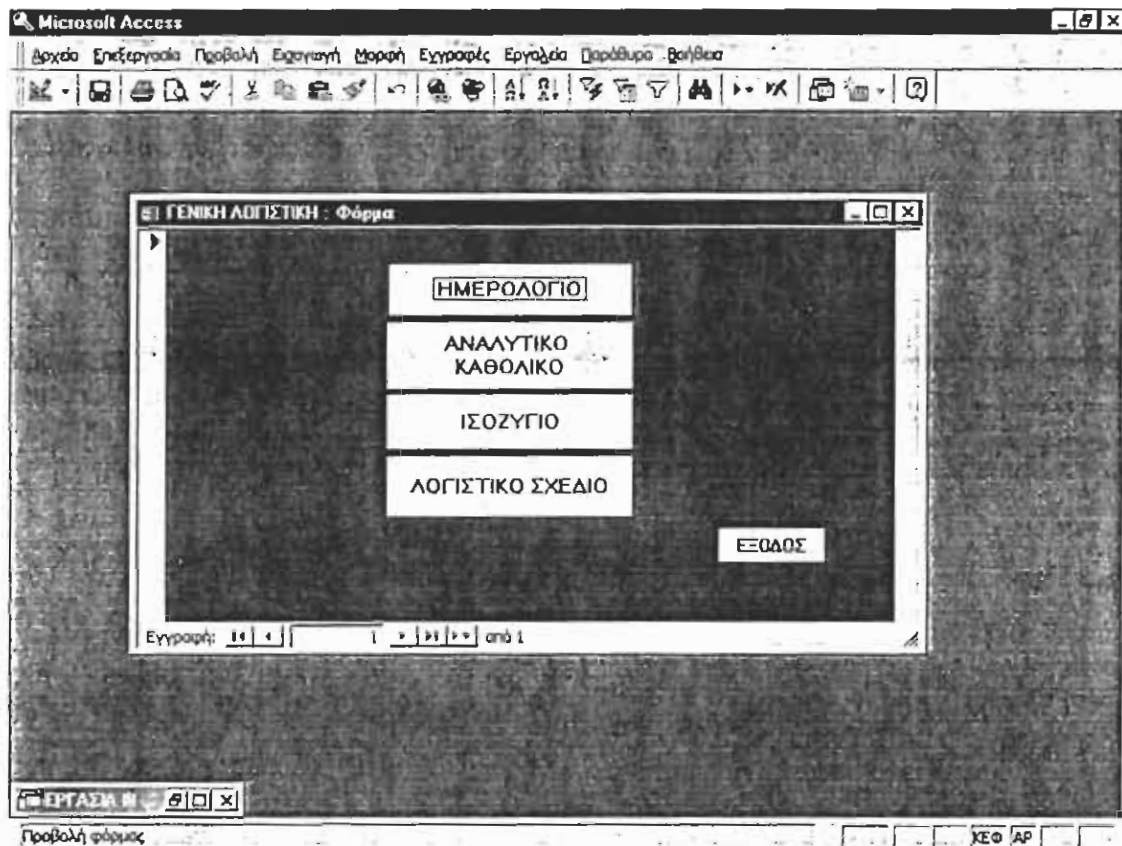 Microsoft Access
Αρχείο Επεξεργασία Προβολή Εισαγωγή Μορφή Εγγραφές Εργαλεία Παράθυρο Βοήθεια
ΓΕΝΙΚΗ ΛΟΓΙΣΤΙΚΗ : Φόρμα
ΗΜΕΡΟΛΟΓΙΟ
ΑΝΑΛΥΤΙΚΟ
ΚΑΘΟΛΙΚΟ
ΙΣΟΖΥΓΙΟ
ΛΟΓΙΣΤΙΚΟ ΣΧΕΔΙΟ
ΕΞΟΔΟΣ
Εγγραφή: 1 από 1
ΕΡΓΑΣΙΑ
Προβολή φόρμας ΚΕΦ ΑΡ